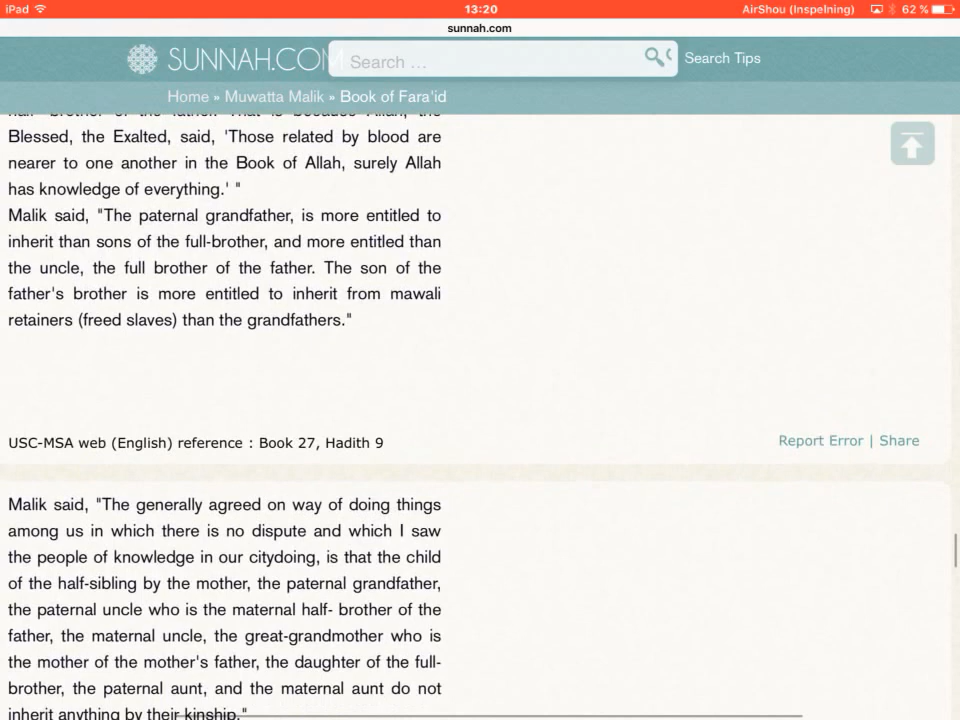 iPad 13:20 AirShou (Inspelning) 62 %
sunnah.com
SUNNAH.COM Search ... Search Tips
Home » Muwatta Malik » Book of Fara'id
half- brother of the father. That is because Allah, the
Blessed, the Exalted, said, 'Those related by blood are
nearer to one another in the Book of Allah, surely Allah
has knowledge of everything.' "
Malik said, "The paternal grandfather, is more entitled to
inherit than sons of the full-brother, and more entitled than
the uncle, the full brother of the father. The son of the
father's brother is more entitled to inherit from mawali
retainers (freed slaves) than the grandfathers."
USC-MSA web (English) reference : Book 27, Hadith 9
Report Error | Share
Malik said, "The generally agreed on way of doing things
among us in which there is no dispute and which I saw
the people of knowledge in our citydoing, is that the child
of the half-sibling by the mother, the paternal grandfather,
the paternal uncle who is the maternal half- brother of the
father, the maternal uncle, the great-grandmother who is
the mother of the mother's father, the daughter of the full-
brother, the paternal aunt, and the maternal aunt do not
inherit anything by their kinship."